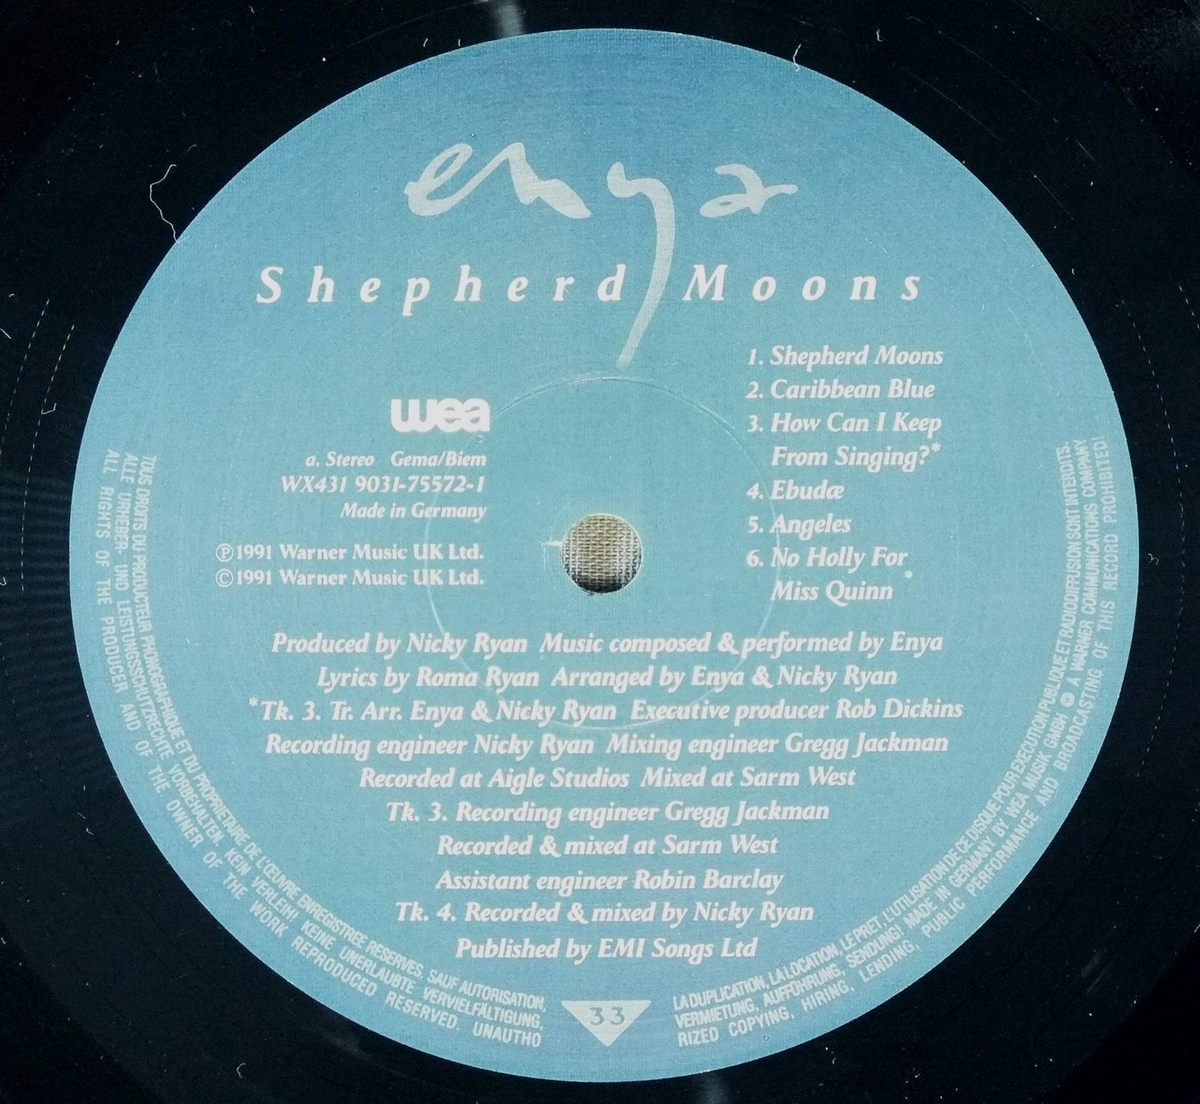 enya
Shepherd Moons
1. Shepherd Moons
2. Caribbean Blue
3. How Can I Keep
From Singing?*
4. Ebudæ
5. Angeles
6. No Holly For
Miss Quinn
wea
a. Stereo Gema/Biem
WX431 9031-75572-1
Made in Germany
℗1991 Warner Music UK Ltd.
©1991 Warner Music UK Ltd.
Produced by Nicky Ryan Music composed & performed by Enya
Lyrics by Roma Ryan Arranged by Enya & Nicky Ryan
*Tk. 3. Tr. Arr. Enya & Nicky Ryan Executive producer Rob Dickins
Recording engineer Nicky Ryan Mixing engineer Gregg Jackman
Recorded at Aigle Studios Mixed at Sarm West
Tk. 3. Recording engineer Gregg Jackman
Recorded & mixed at Sarm West
Assistant engineer Robin Barclay
Tk. 4. Recorded & mixed by Nicky Ryan
Published by EMI Songs Ltd
33
TOUS DROITS DU PRODUCTEUR PHONOGRAPHIQUE ET DU PROPRIETAIRE DE L'ŒUVRE ENREGISTREE RESERVES. SAUF AUTORISATION,
ALLE URHEBER- UND LEISTUNGSSCHUTZRECHTE VORBEHALTEN. KEIN VERLEIH! KEINE UNERLAUBTE VERVIELFÄLTIGUNG,
ALL RIGHTS OF THE PRODUCER AND OF THE OWNER OF THE WORK REPRODUCED RESERVED. UNAUTHO
LA DUPLICATION, LA LOCATION, LE PRET, L'UTILISATION DE CE DISQUE POUR EXECUTION PUBLIQUE ET RADIODIFFUSION SONT INTERDITS.
VERMIETUNG, AUFFÜHRUNG, SENDUNG! MADE IN GERMANY BY WEA MUSIK GMBH A WARNER COMMUNICATIONS COMPANY
RIZED COPYING, HIRING, LENDING, PUBLIC PERFORMANCE AND BROADCASTING OF THIS RECORD PROHIBITED!